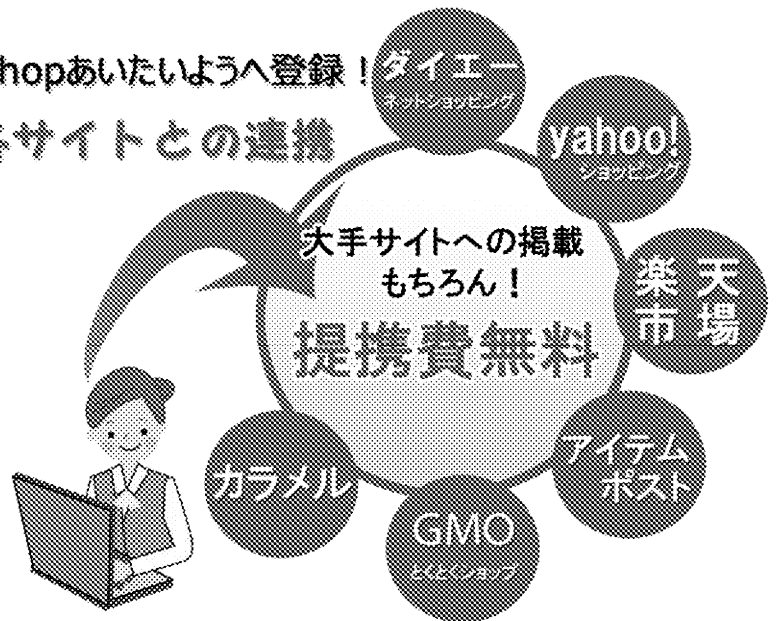 hopあいたいようへ登録！
サイトとの連携
ダイエー
ネットショッピング
yahoo!
ショッピング
楽天
市場
大手サイトへの掲載
もちろん！
提携費無料
アイテム
ポスト
カラメル
GMO
とくとくショップ